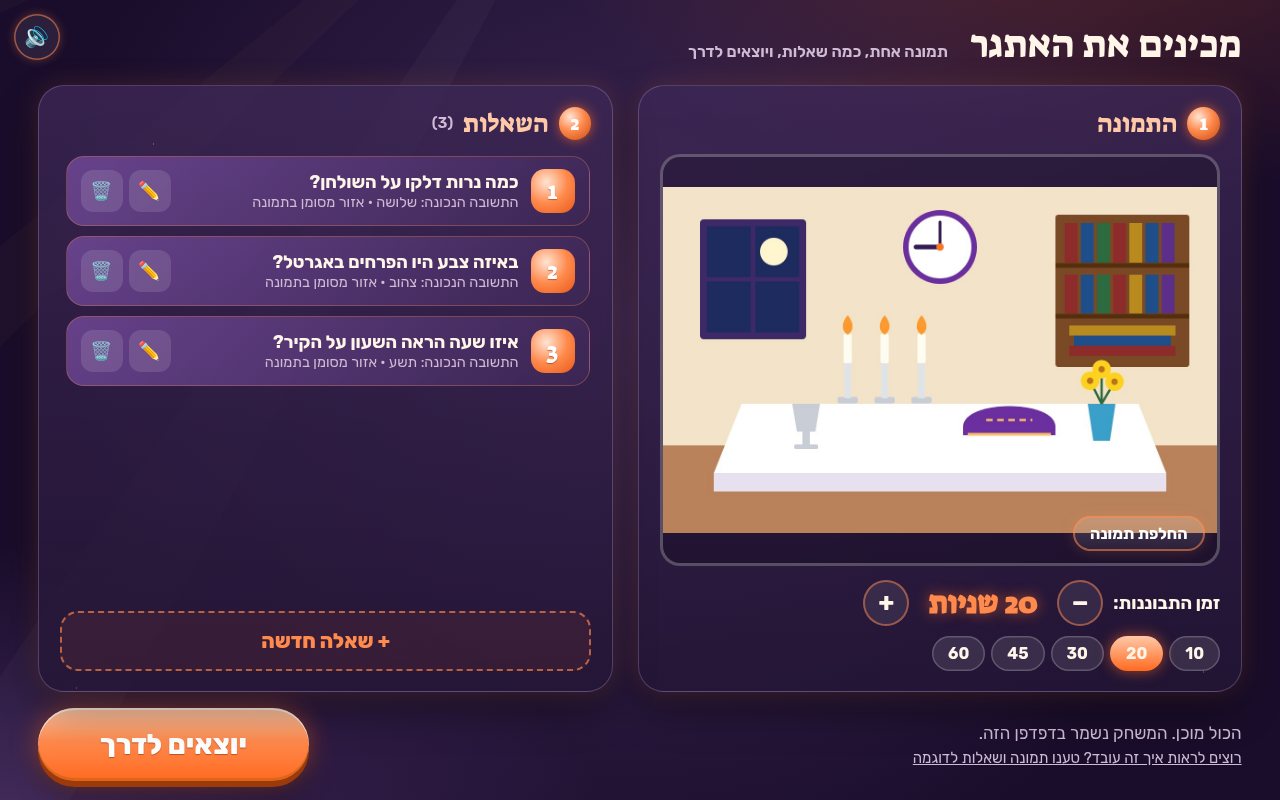 מכינים את האתגר
תמונה אחת, כמה שאלות, ויוצאים לדרך
1 התמונה
החלפת תמונה
זמן התבוננות: − 20 שניות +
10 20 30 45 60
2 השאלות (3)
1 כמה נרות דלקו על השולחן?
התשובה הנכונה: שלושה • אזור מסומן בתמונה
2 באיזה צבע היו הפרחים באגרטל?
התשובה הנכונה: צהוב • אזור מסומן בתמונה
3 איזו שעה הראה השעון על הקיר?
התשובה הנכונה: תשע • אזור מסומן בתמונה
+ שאלה חדשה
הכול מוכן. המשחק נשמר בדפדפן הזה.
רוצים לראות איך זה עובד? טענו תמונה ושאלות לדוגמה
יוצאים לדרך